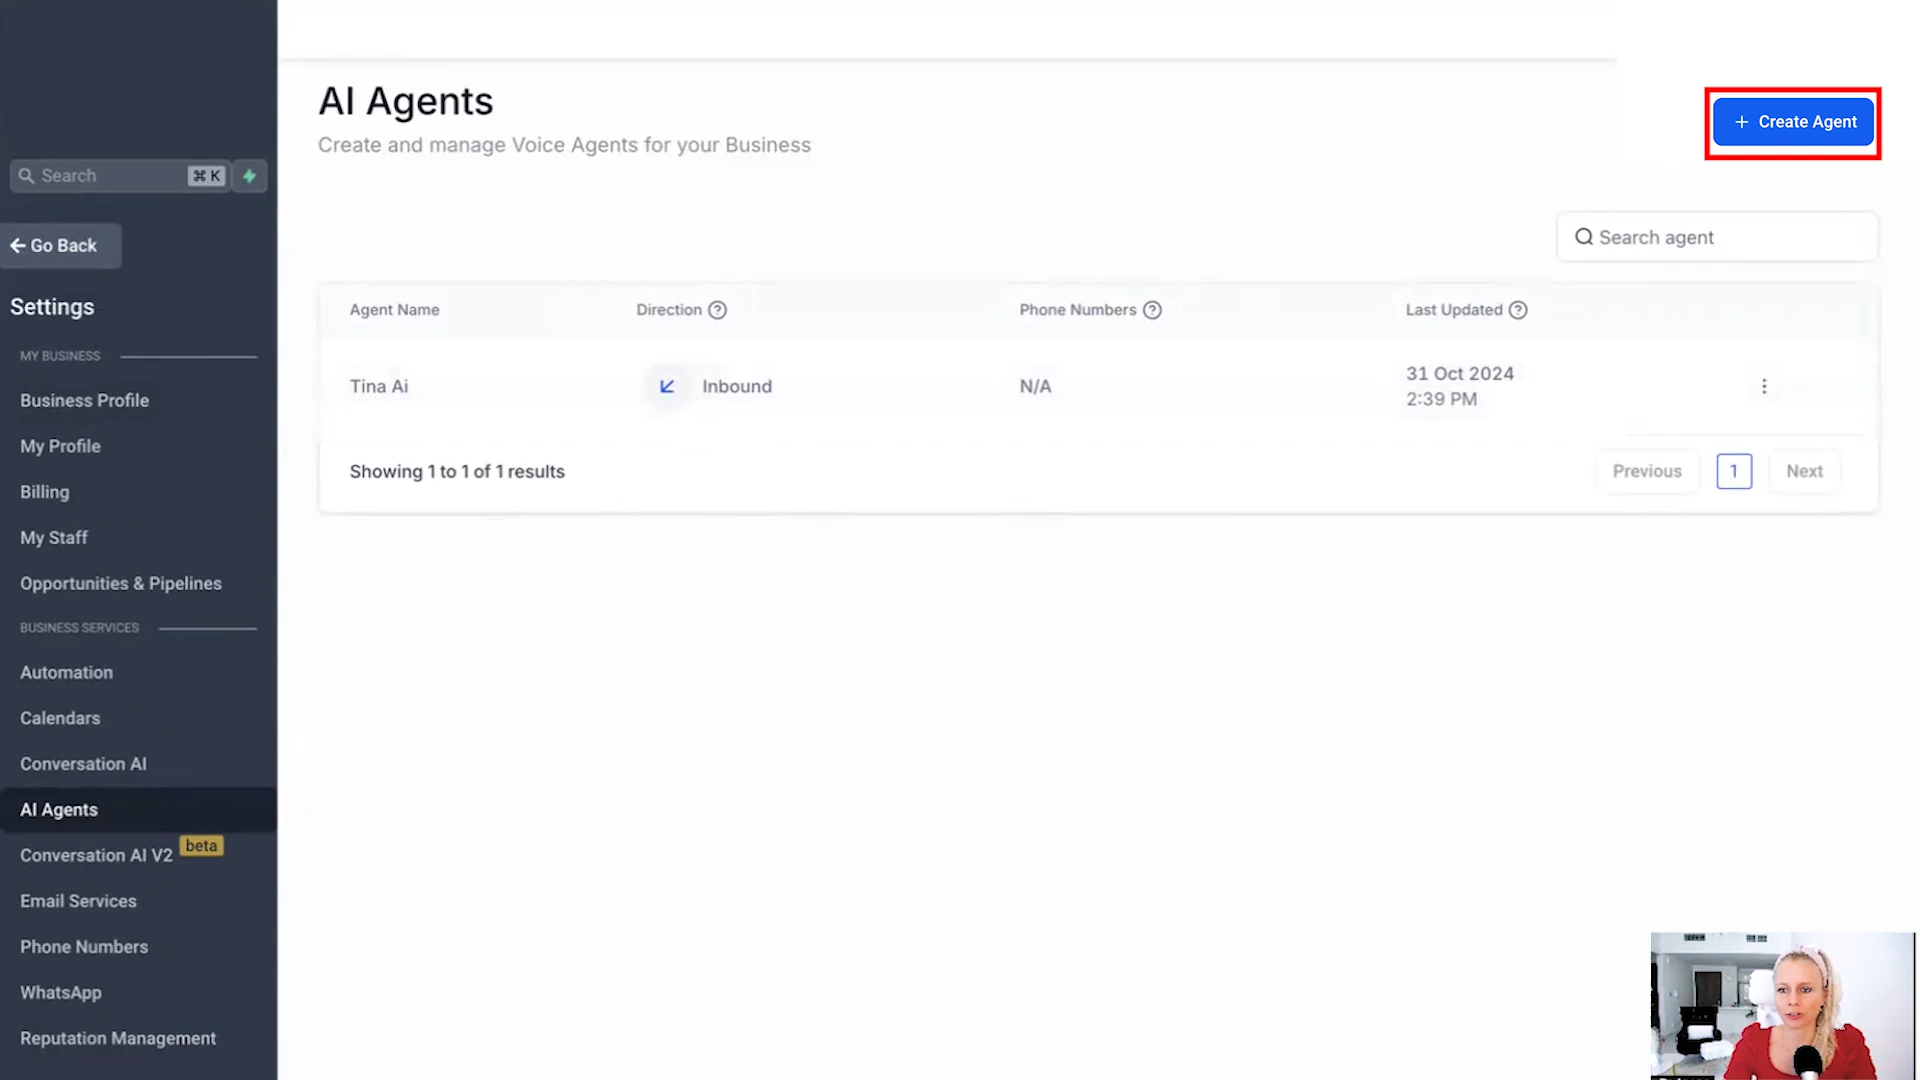 Search
⌘ K
Go Back
Settings
MY BUSINESS
Business Profile
My Profile
Billing
My Staff
Opportunities & Pipelines
BUSINESS SERVICES
Automation
Calendars
Conversation AI
AI Agents
Conversation AI V2 beta
Email Services
Phone Numbers
WhatsApp
Reputation Management
AI Agents
Create and manage Voice Agents for your Business
+ Create Agent
Search agent
Agent Name Direction ? Phone Numbers ? Last Updated ?
Tina Ai Inbound N/A 31 Oct 2024
2:39 PM
Showing 1 to 1 of 1 results Previous 1 Next